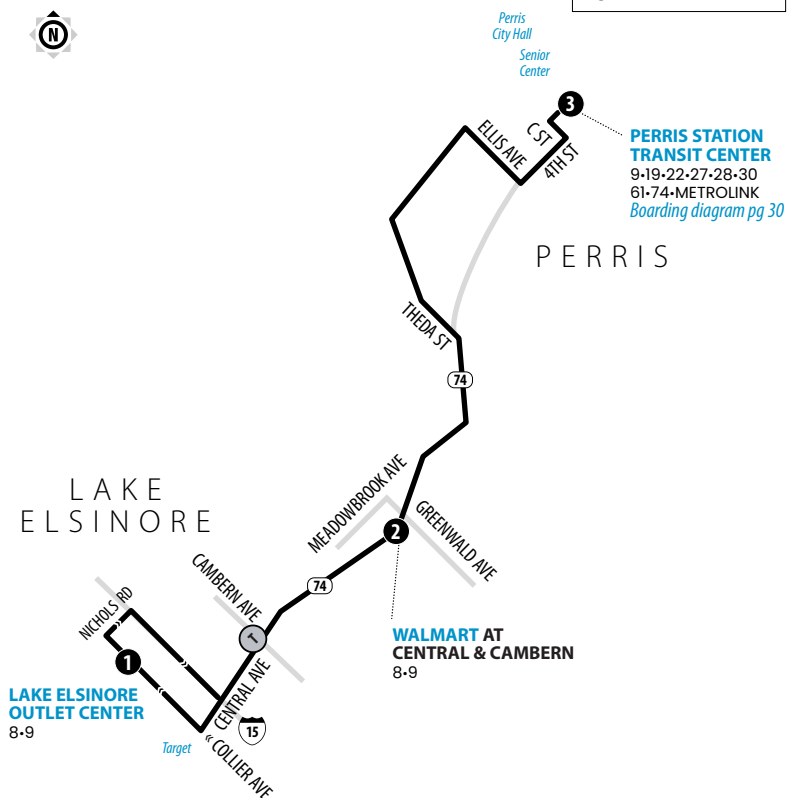 N
Perris
City Hall
Senior
Center
3
C ST
4TH ST
ELLIS AVE
PERRIS STATION
TRANSIT CENTER
9•19•22•27•28•30
61•74•METROLINK
Boarding diagram pg 30
PERRIS
THEDA ST
74
LAKE
ELSINORE
MEADOWBROOK AVE
GREENWALD AVE
2
74
CAMBERN AVE
NICHOLS RD
1
WALMART AT
CENTRAL & CAMBERN
8•9
LAKE ELSINORE
OUTLET CENTER
8•9
CENTRAL AVE
15
Target
« COLLIER AVE